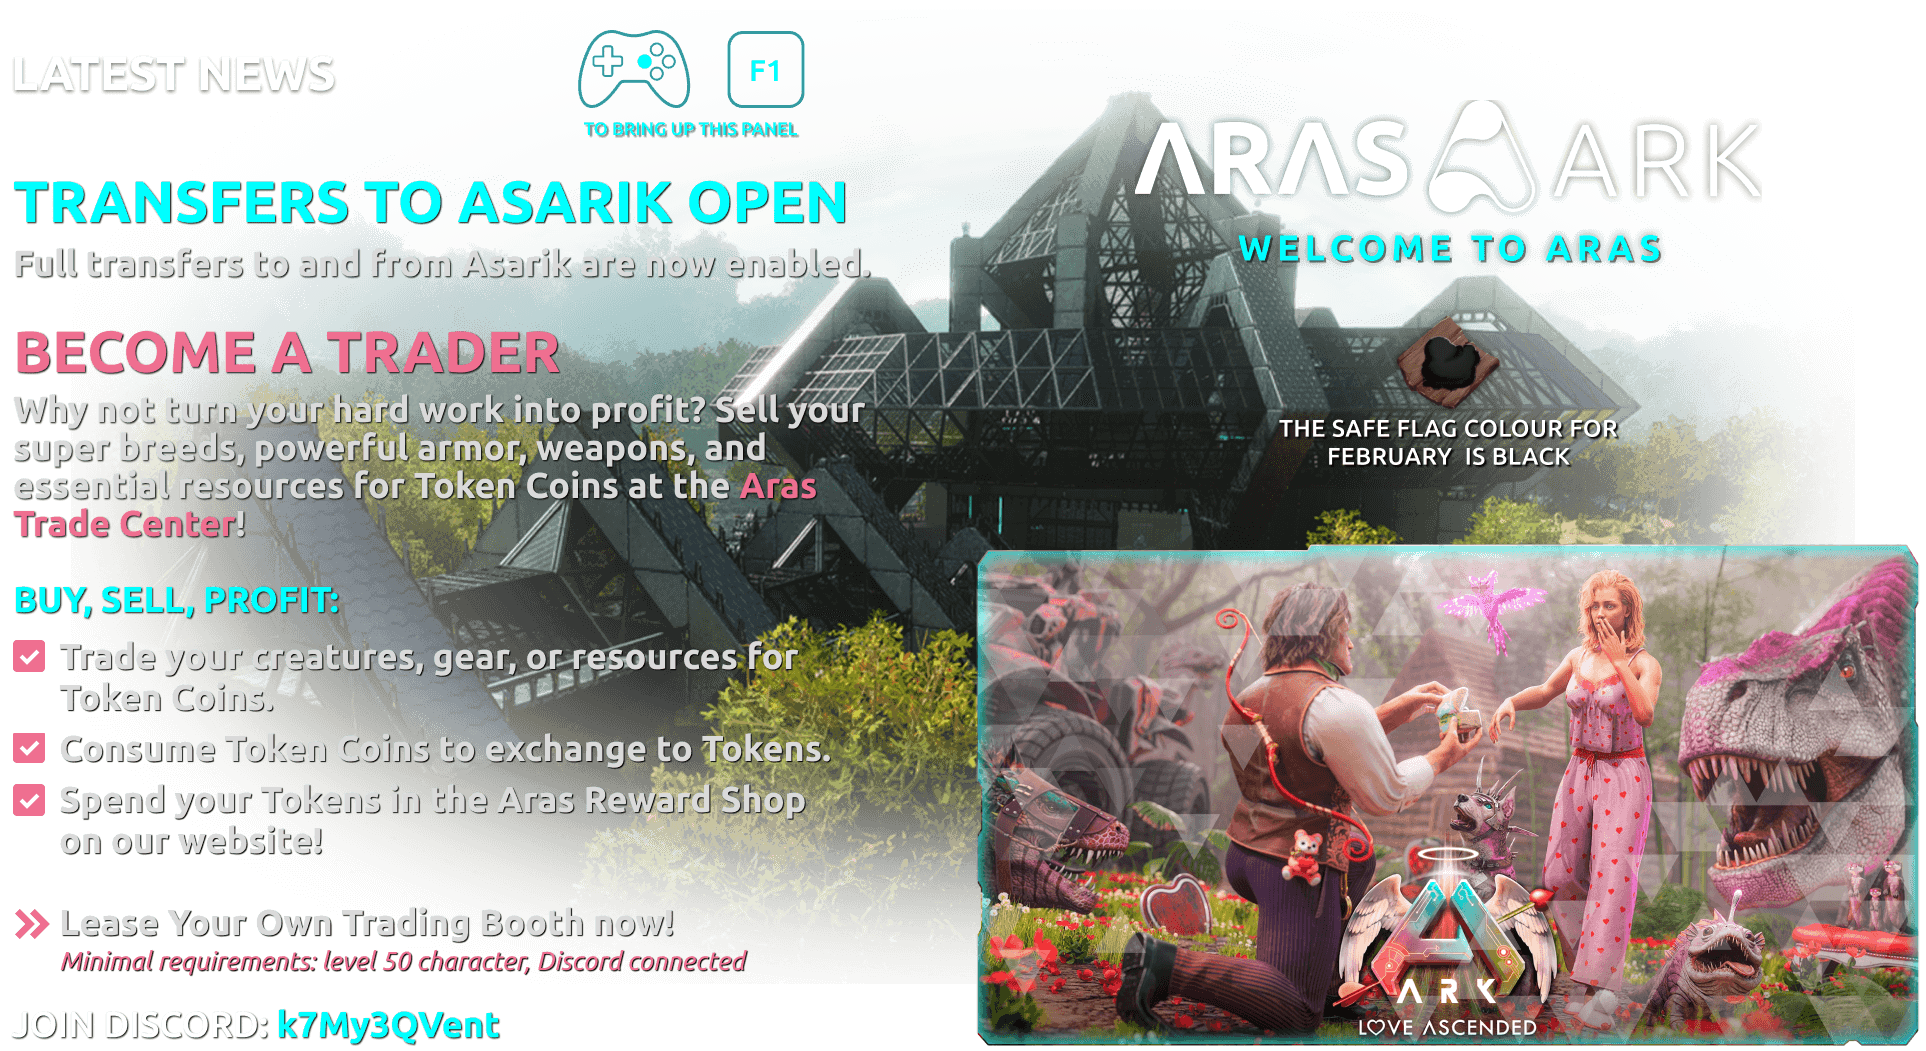 LATEST NEWS
F1
TO BRING UP THIS PANEL
TRANSFERS TO ASARIK OPEN
Full transfers to and from Asarik are now enabled.
BECOME A TRADER
Why not turn your hard work into profit? Sell your
super breeds, powerful armor, weapons, and
essential resources for Token Coins at the Aras
Trade Center!
BUY, SELL, PROFIT:
Trade your creatures, gear, or resources for
Token Coins.
Consume Token Coins to exchange to Tokens.
Spend your Tokens in the Aras Reward Shop
on our website!
Lease Your Own Trading Booth now!
Minimal requirements: level 50 character, Discord connected
JOIN DISCORD: k7My3QVent
ARAS ARK
WELCOME TO ARAS
THE SAFE FLAG COLOUR FOR
FEBRUARY IS BLACK
ARK
LOVE ASCENDED